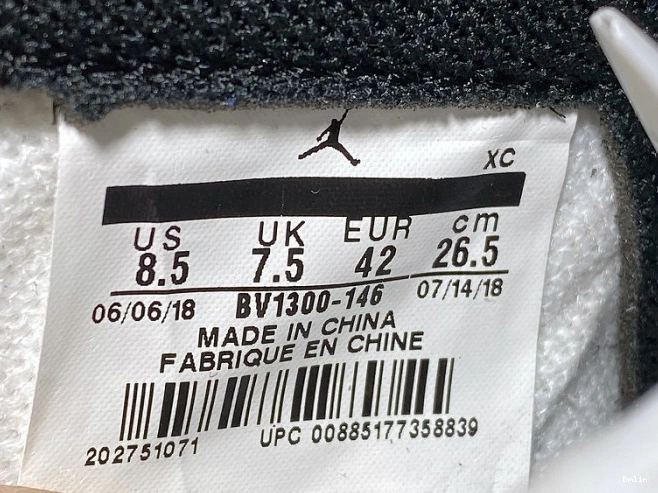 XC
US UK EUR cm
8.5 7.5 42 26.5
06/06/18 BV1300-146 07/14/18
MADE IN CHINA
FABRIQUÉ EN CHINE
202751071 UPC 00885177358839